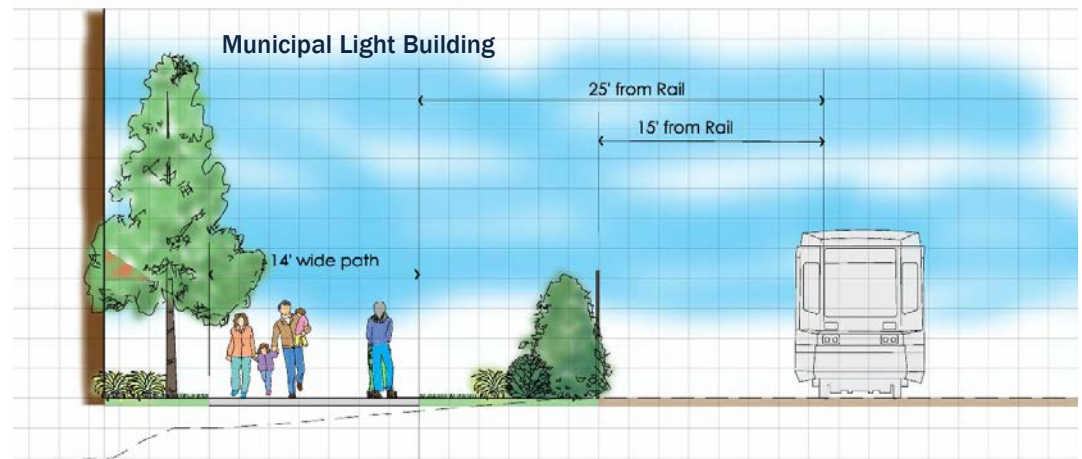 Municipal Light Building
25' from Rail
15' from Rail
14' wide path